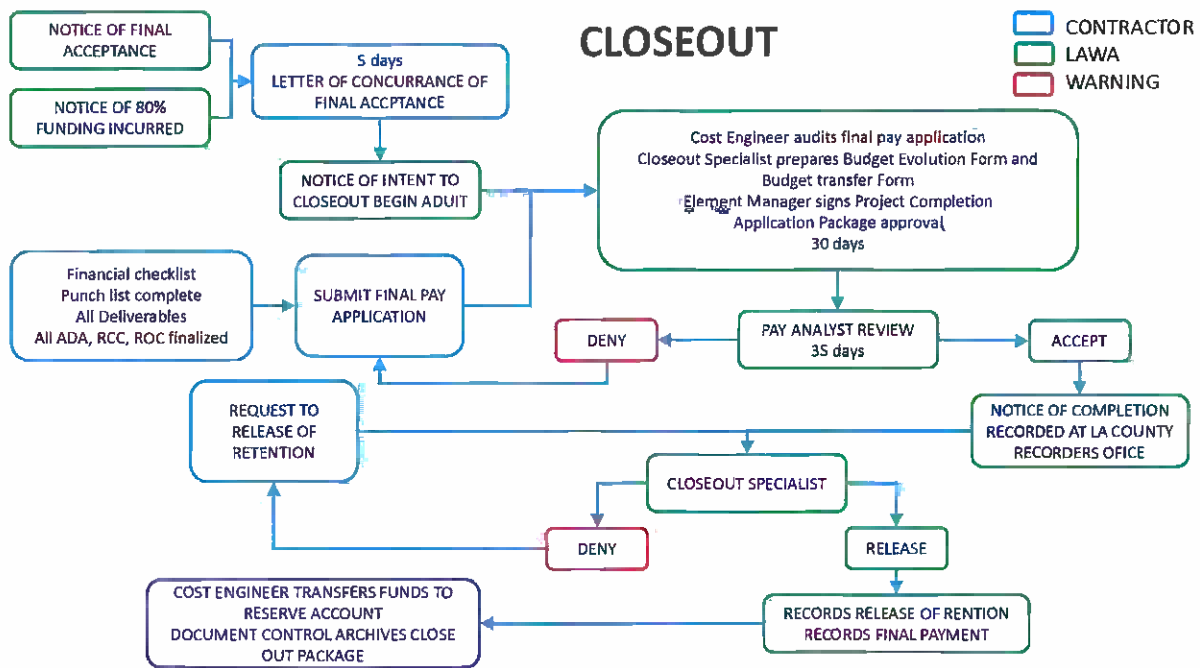 CLOSEOUT
CONTRACTOR
LAWA
WARNING
NOTICE OF FINAL
ACCEPTANCE
NOTICE OF 80%
FUNDING INCURRED
5 days
LETTER OF CONCURRANCE OF
FINAL ACCPTANCE
NOTICE OF INTENT TO
CLOSEOUT BEGIN ADUIT
Cost Engineer audits final pay application
Closeout Specialist prepares Budget Evolution Form and
Budget transfer Form
Element Manager signs Project Completion
Application Package approval
30 days
Financial checklist
Punch list complete
All Deliverables
All ADA, RCC, ROC finalized
SUBMIT FINAL PAY
APPLICATION
DENY
PAY ANALYST REVIEW
35 days
ACCEPT
REQUEST TO
RELEASE OF
RETENTION
NOTICE OF COMPLETION
RECORDED AT LA COUNTY
RECORDERS OFICE
CLOSEOUT SPECIALIST
DENY
RELEASE
COST ENGINEER TRANSFERS FUNDS TO
RESERVE ACCOUNT
DOCUMENT CONTROL ARCHIVES CLOSE
OUT PACKAGE
RECORDS RELEASE OF RENTION
RECORDS FINAL PAYMENT